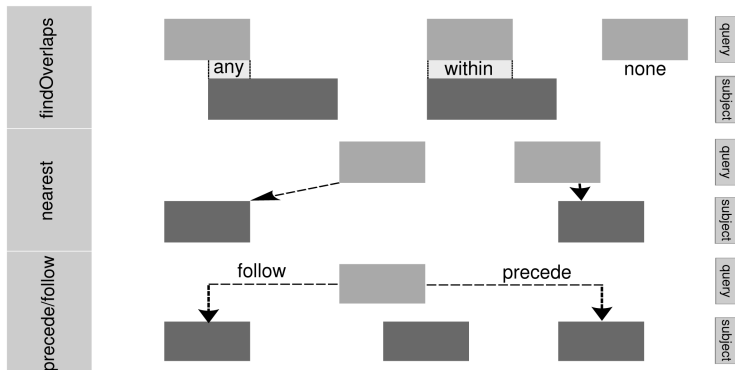 findOverlaps
any
within
none
query
subject
nearest
query
subject
precede/follow
follow
precede
query
subject